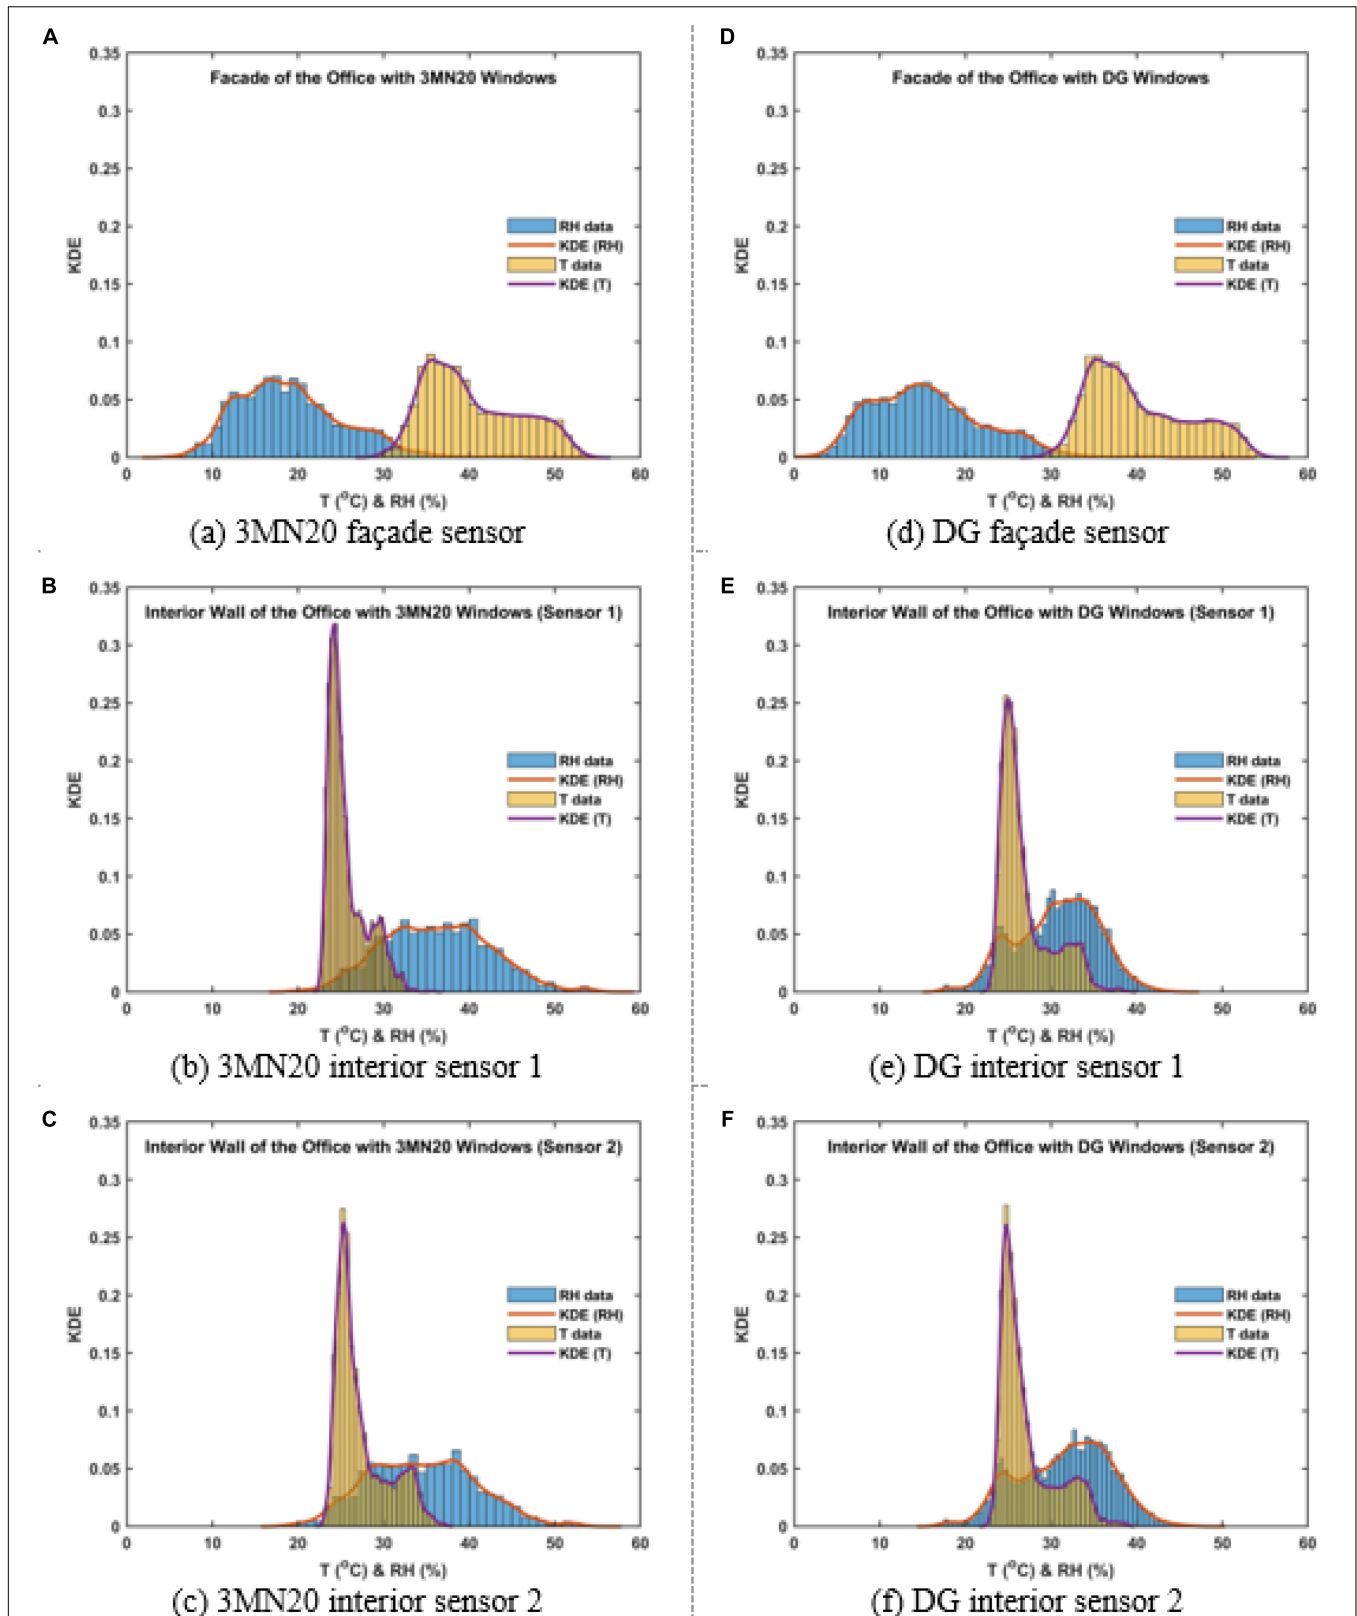 A
0.35
0.3
0.25
0.2
0.15
0.1
0.05
0
KDE
Facade of the Office with 3MN20 Windows
RH data
KDE (RH)
T data
KDE (T)
0 10 20 30 40 50 60
T (°C) & RH (%)
(a) 3MN20 façade sensor
D
0.35
0.3
0.25
0.2
0.15
0.1
0.05
0
KDE
Facade of the Office with DG Windows
RH data
KDE (RH)
T data
KDE (T)
0 10 20 30 40 50 60
T (°C) & RH (%)
(d) DG façade sensor
B
0.35
0.3
0.25
0.2
0.15
0.1
0.05
0
KDE
Interior Wall of the Office with 3MN20 Windows (Sensor 1)
RH data
KDE (RH)
T data
KDE (T)
0 10 20 30 40 50 60
T (°C) & RH (%)
(b) 3MN20 interior sensor 1
E
0.35
0.3
0.25
0.2
0.15
0.1
0.05
0
KDE
Interior Wall of the Office with DG Windows (Sensor 1)
RH data
KDE (RH)
T data
KDE (T)
0 10 20 30 40 50 60
T (°C) & RH (%)
(e) DG interior sensor 1
C
0.35
0.3
0.25
0.2
0.15
0.1
0.05
0
KDE
Interior Wall of the Office with 3MN20 Windows (Sensor 2)
RH data
KDE (RH)
T data
KDE (T)
0 10 20 30 40 50 60
T (°C) & RH (%)
(c) 3MN20 interior sensor 2
F
0.35
0.3
0.25
0.2
0.15
0.1
0.05
0
KDE
Interior Wall of the Office with DG Windows (Sensor 2)
RH data
KDE (RH)
T data
KDE (T)
0 10 20 30 40 50 60
T (°C) & RH (%)
(f) DG interior sensor 2